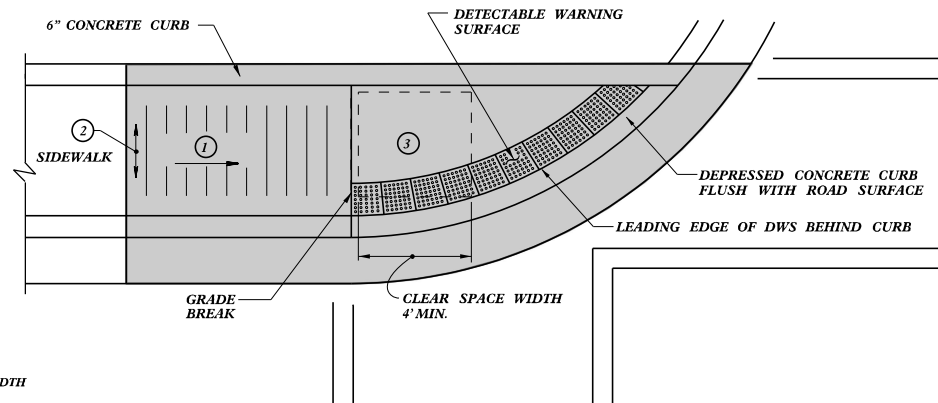 6” CONCRETE CURB
DETECTABLE WARNING
SURFACE
2
SIDEWALK
1
3
DEPRESSED CONCRETE CURB
FLUSH WITH ROAD SURFACE
LEADING EDGE OF DWS BEHIND CURB
GRADE
BREAK
CLEAR SPACE WIDTH
4' MIN.